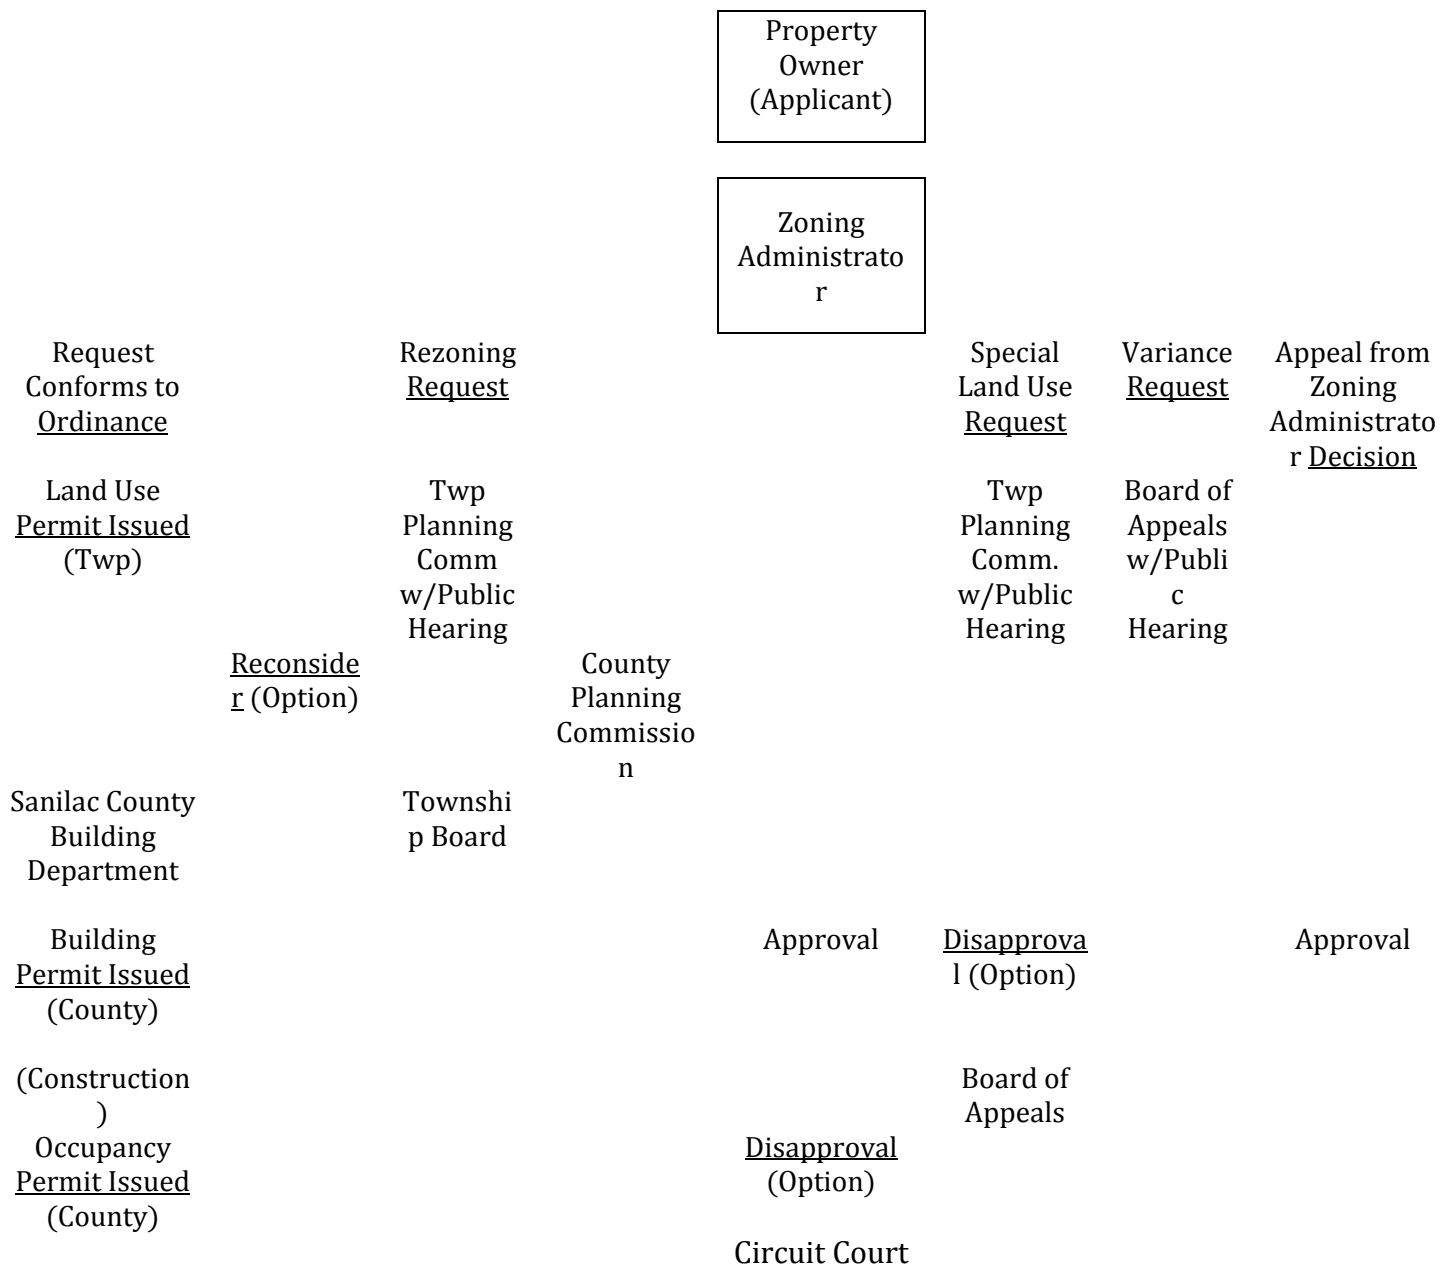 Property
Owner
(Applicant)
Zoning
Administrato
r
Request
Conforms to
Ordinance
Rezoning
Request
Special
Land Use
Request
Variance
Request
Appeal from
Zoning
Administrato
r Decision
Land Use
Permit Issued
(Twp)
Twp
Planning
Comm
w/Public
Hearing
Twp
Planning
Comm.
w/Public
Hearing
Board of
Appeals
w/Publi
c
Hearing
Reconside
r (Option)
County
Planning
Commissio
n
Sanilac County
Building
Department
Townshi
p Board
Building
Permit Issued
(County)
Approval
Disapprova
l (Option)
Approval
(Construction
)
Board of
Appeals
Occupancy
Permit Issued
(County)
Disapproval
(Option)
Circuit Court